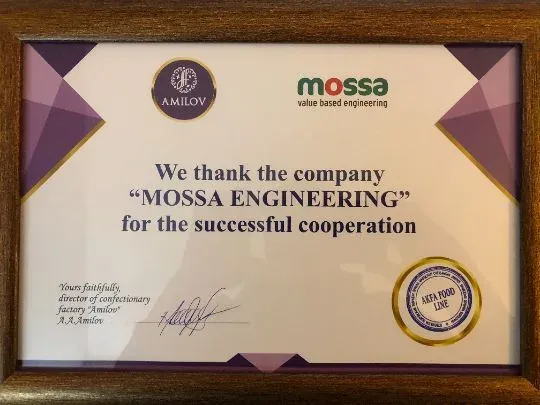 AMILOV
mossa
value based engineering
We thank the company
“MOSSA ENGINEERING”
for the successful cooperation
Yours faithfully,
director of confectionary
factory "Amilov"
A.A.Amilov
AKFA FOOD
LINE